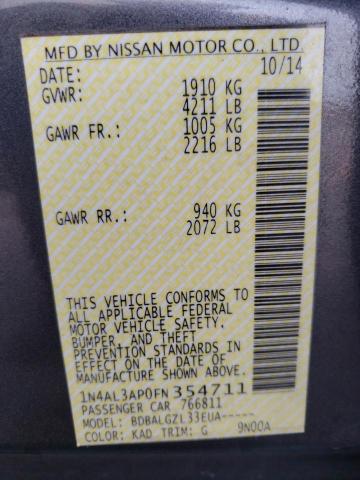 MFD BY NISSAN MOTOR CO., LTD.
DATE: 10/14
GVWR: 1910 KG
4211 LB
GAWR FR.: 1005 KG
2216 LB
GAWR RR.: 940 KG
2072 LB
THIS VEHICLE CONFORMS TO
ALL APPLICABLE FEDERAL
MOTOR VEHICLE SAFETY,
BUMPER, AND THEFT
PREVENTION STANDARDS IN
EFFECT ON THE DATE OF
MANUFACTURE SHOWN ABOVE.
1N4AL3AP0FN354711
PASSENGER CAR 766811
MODEL: BDBALGZL33EUA-----
COLOR: KAD TRIM: G 9N00A